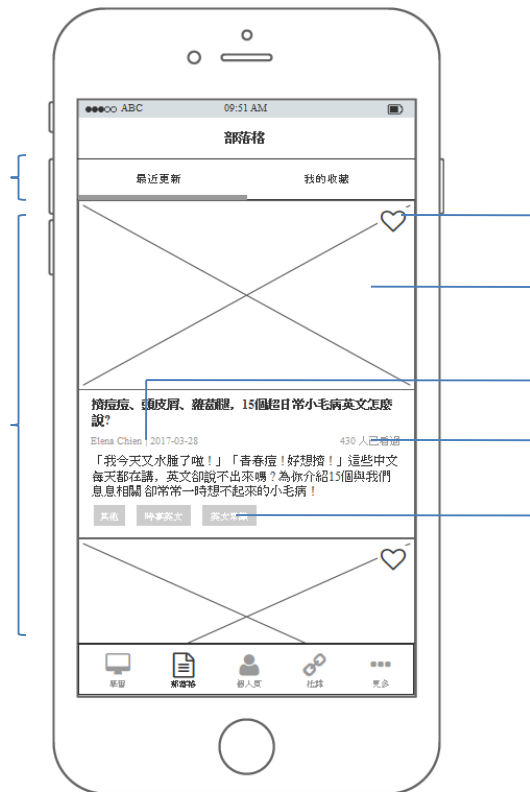 ABC 09:51 AM
部落格
最近更新 我的收藏
擠痘痘、頭皮屑、蘿蔔腿，15個超日常小毛病英文怎麼
說?
Elena Chien | 2017-03-28 430 人已看過
「我今天又水腫了啦！」「青春痘！好想擠！」這些中文
每天都在講，英文卻說不出來嗎？為你介紹15個與我們
息息相關 卻常常一時想不起來的小毛病！
其他 時事英文 英文常識
學習 部落格 個人頁 社群 更多